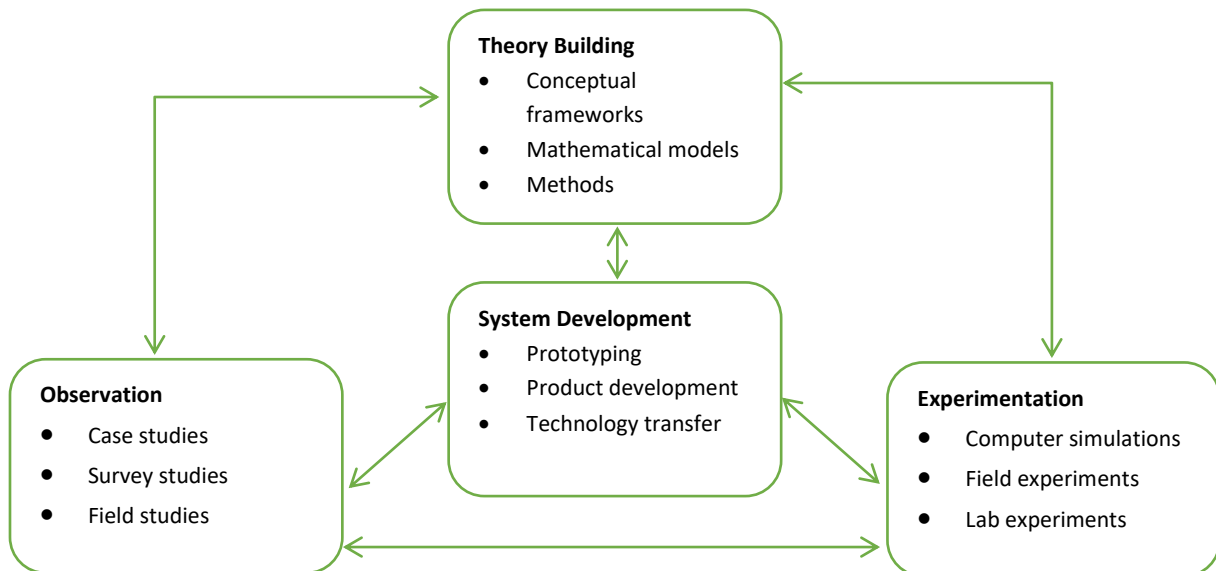 Theory Building
• Conceptual
frameworks
• Mathematical models
• Methods
System Development
• Prototyping
• Product development
• Technology transfer
Observation
• Case studies
• Survey studies
• Field studies
Experimentation
• Computer simulations
• Field experiments
• Lab experiments